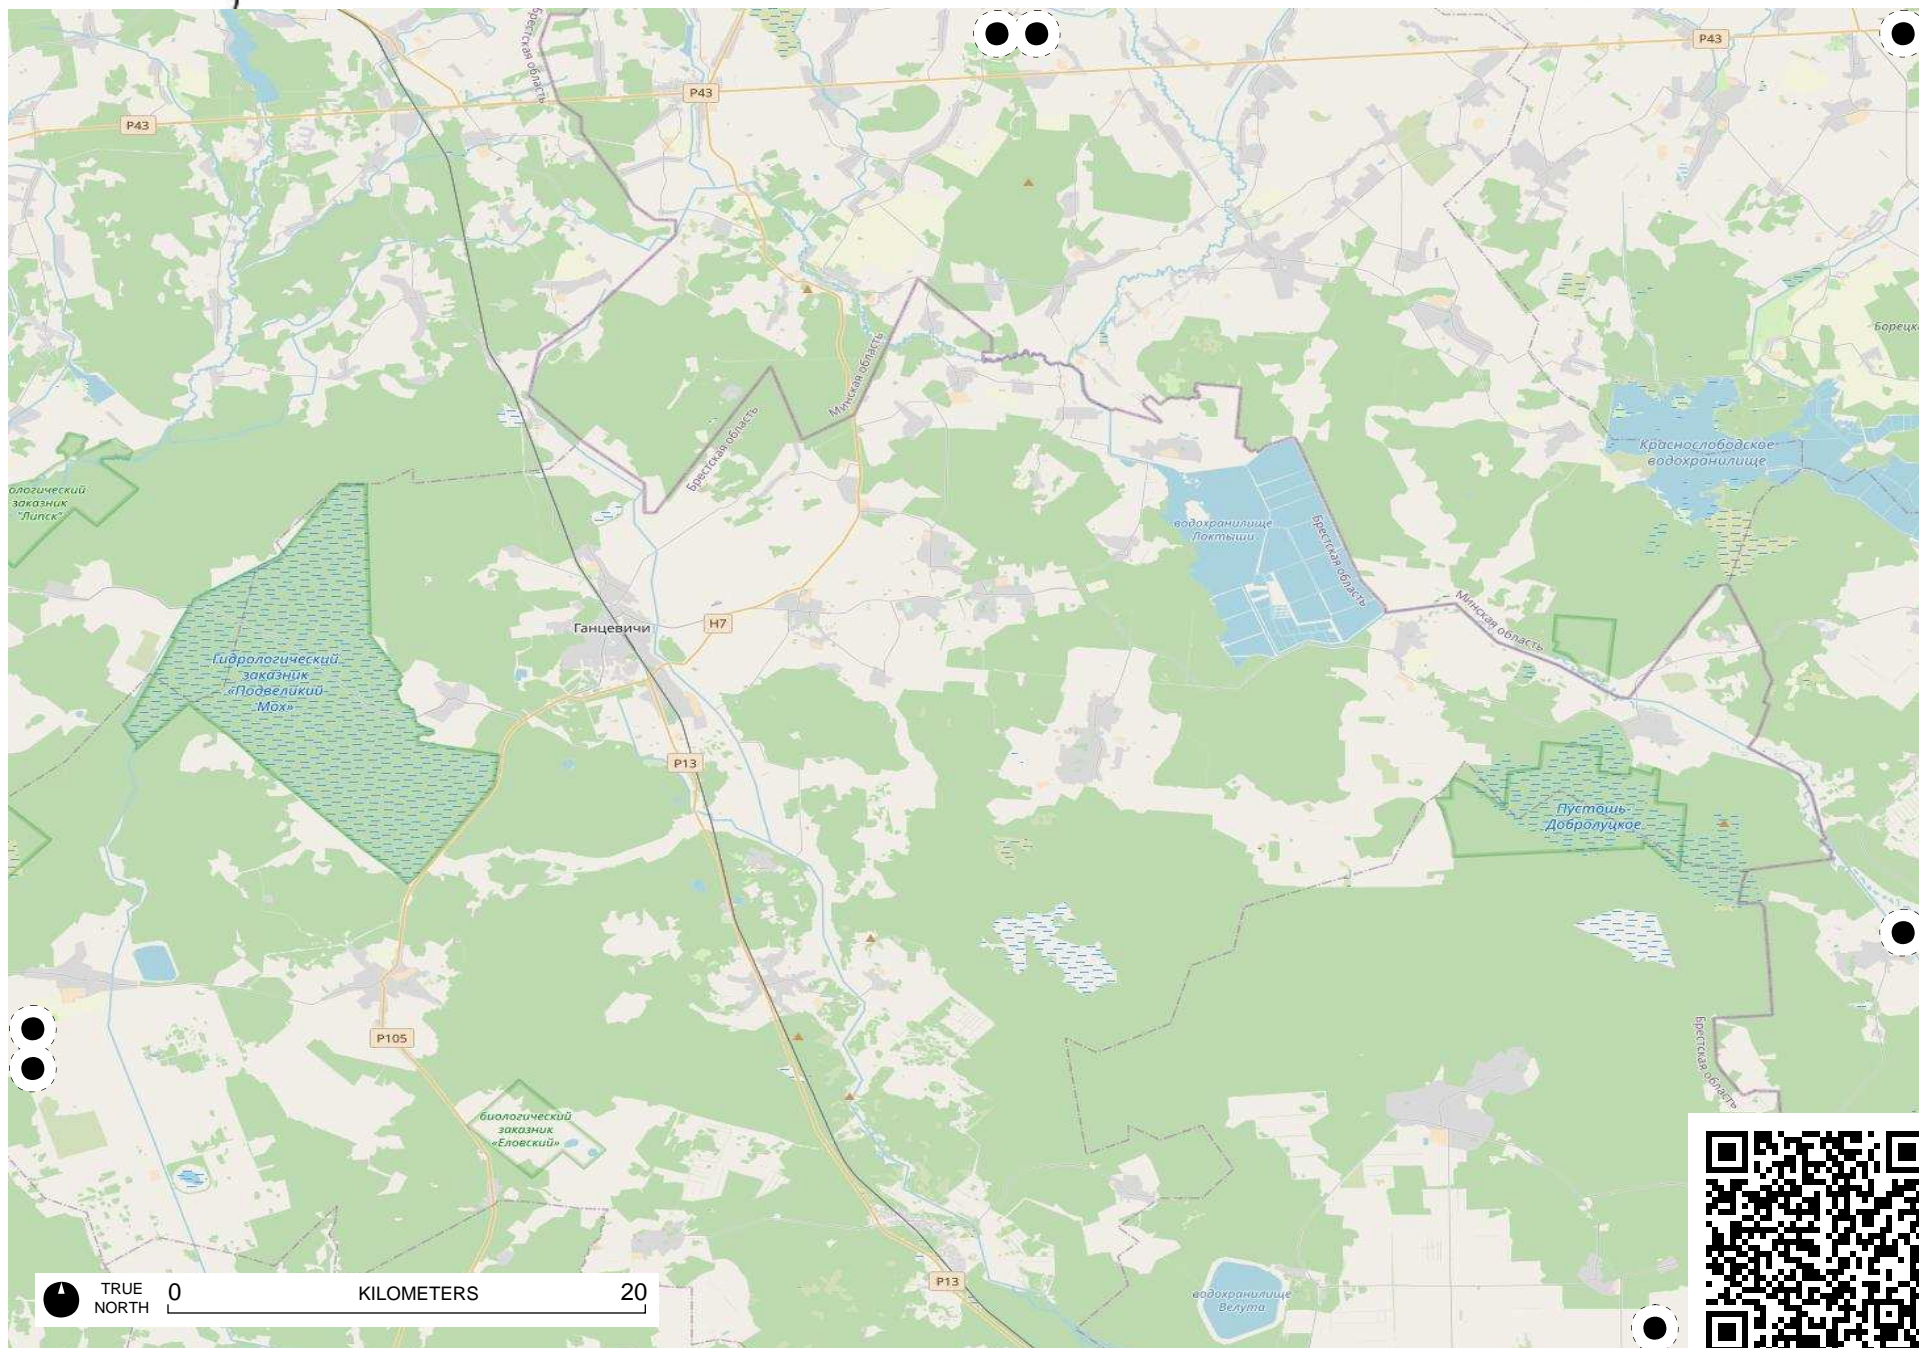 P43
P43
P43
Брестская область
Борецк
Минская область
Брестская область
Краснослободское
водохранилище
ологический
заказник
"Липск"
водохранилище
Локтыши
Брестская область
Минская область
Ганцевичи
H7
Гидрологический
заказник
«Подвеликий
Мох»
P13
Пустошь-
Добролуцкое
P105
Брестская область
биологический
заказник
«Еловский»
P13
водохранилище
Велута
TRUE
NORTH
0 KILOMETERS 20